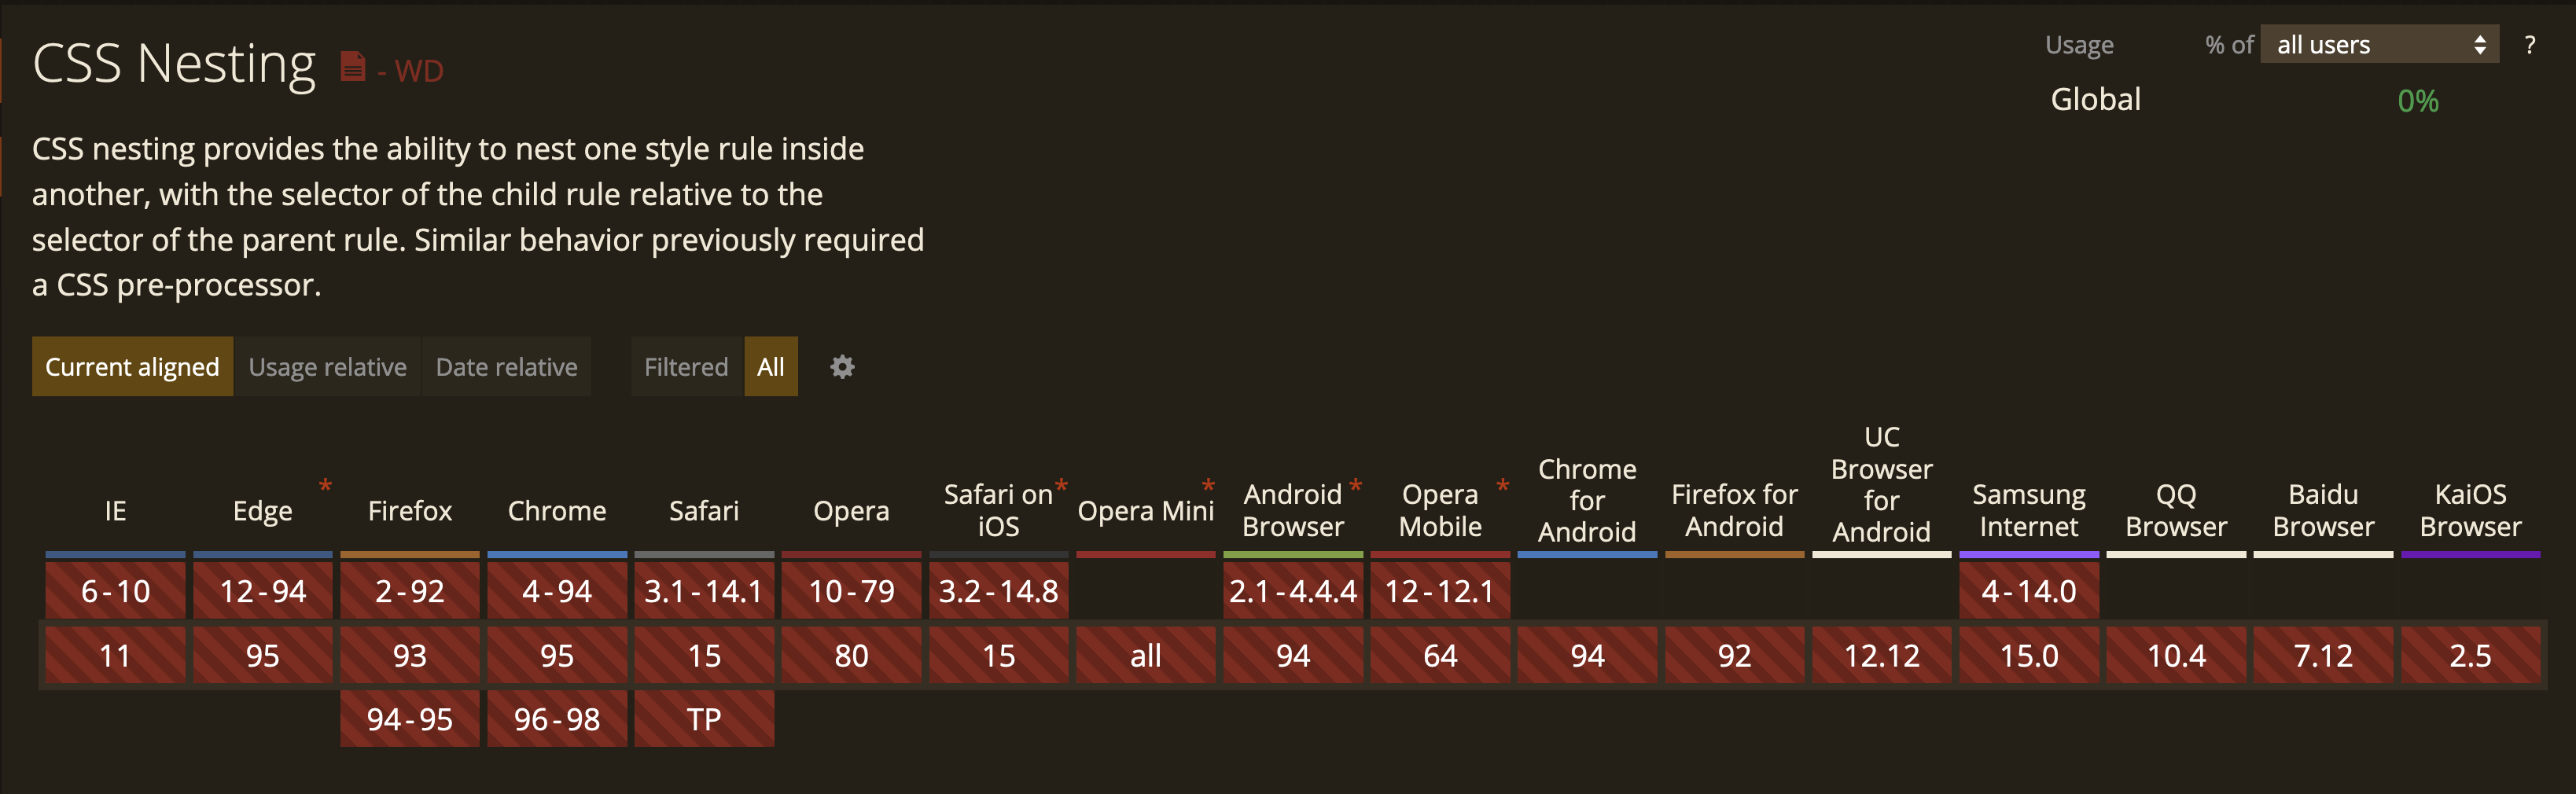 CSS Nesting - WD
Usage % of all users ?
Global 0%
CSS nesting provides the ability to nest one style rule inside
another, with the selector of the child rule relative to the
selector of the parent rule. Similar behavior previously required
a CSS pre-processor.
Current aligned Usage relative Date relative Filtered All
IE
Edge *
Firefox
Chrome
Safari
Opera
Safari on *
iOS
Opera Mini *
Android *
Browser
Opera *
Mobile
Chrome
for
Android
Firefox for
Android
UC
Browser
for
Android
Samsung
Internet
QQ
Browser
Baidu
Browser
KaiOS
Browser
6-10 12-94 2-92 4-94 3.1-14.1 10-79 3.2-14.8 2.1-4.4.4 12-12.1 4-14.0
11 95 93 95 15 80 15 all 94 64 94 92 12.12 15.0 10.4 7.12 2.5
94-95 96-98 TP